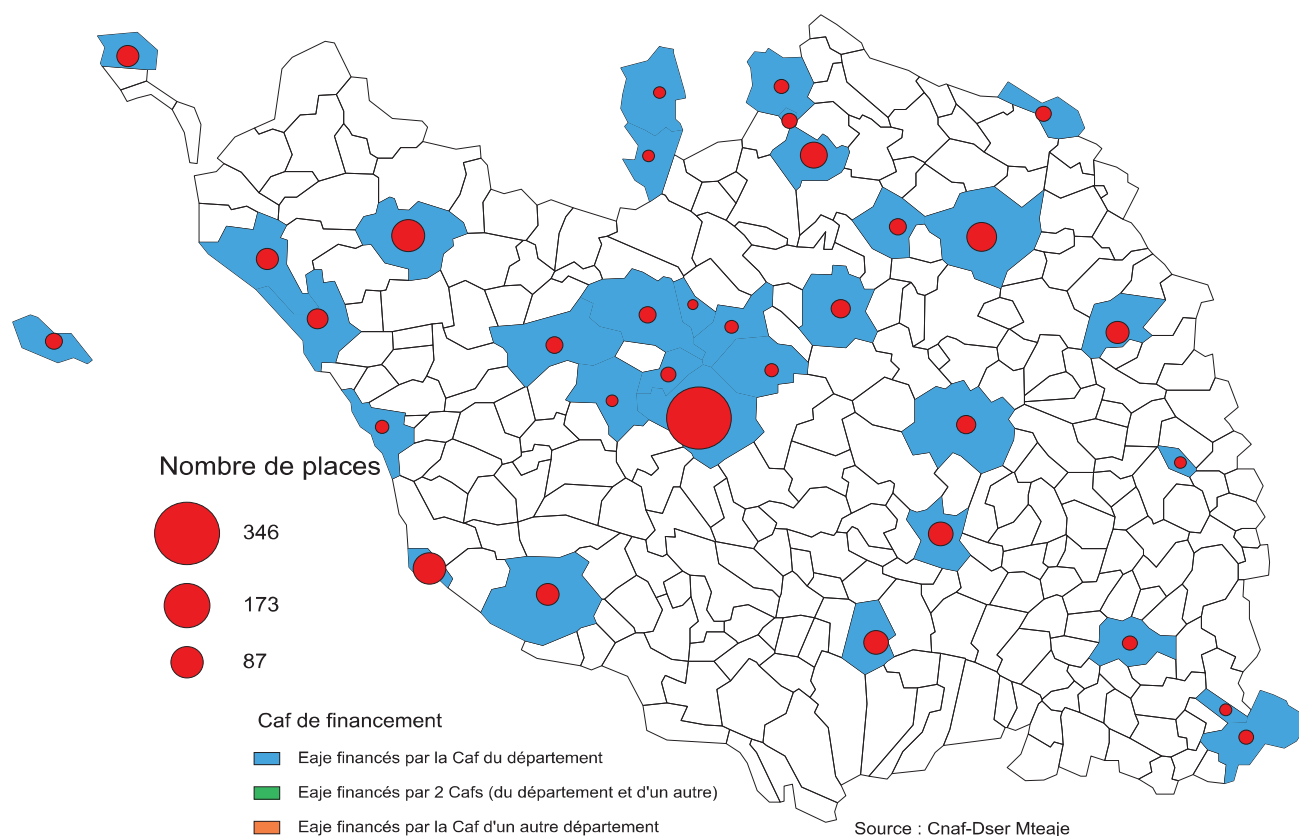 Nombre de places
346
173
87
Caf de financement
Eaje financés par la Caf du département
Eaje financés par 2 Cafs (du département et d'un autre)
Eaje financés par la Caf d'un autre département
Source : Cnaf-Dser Mteaje